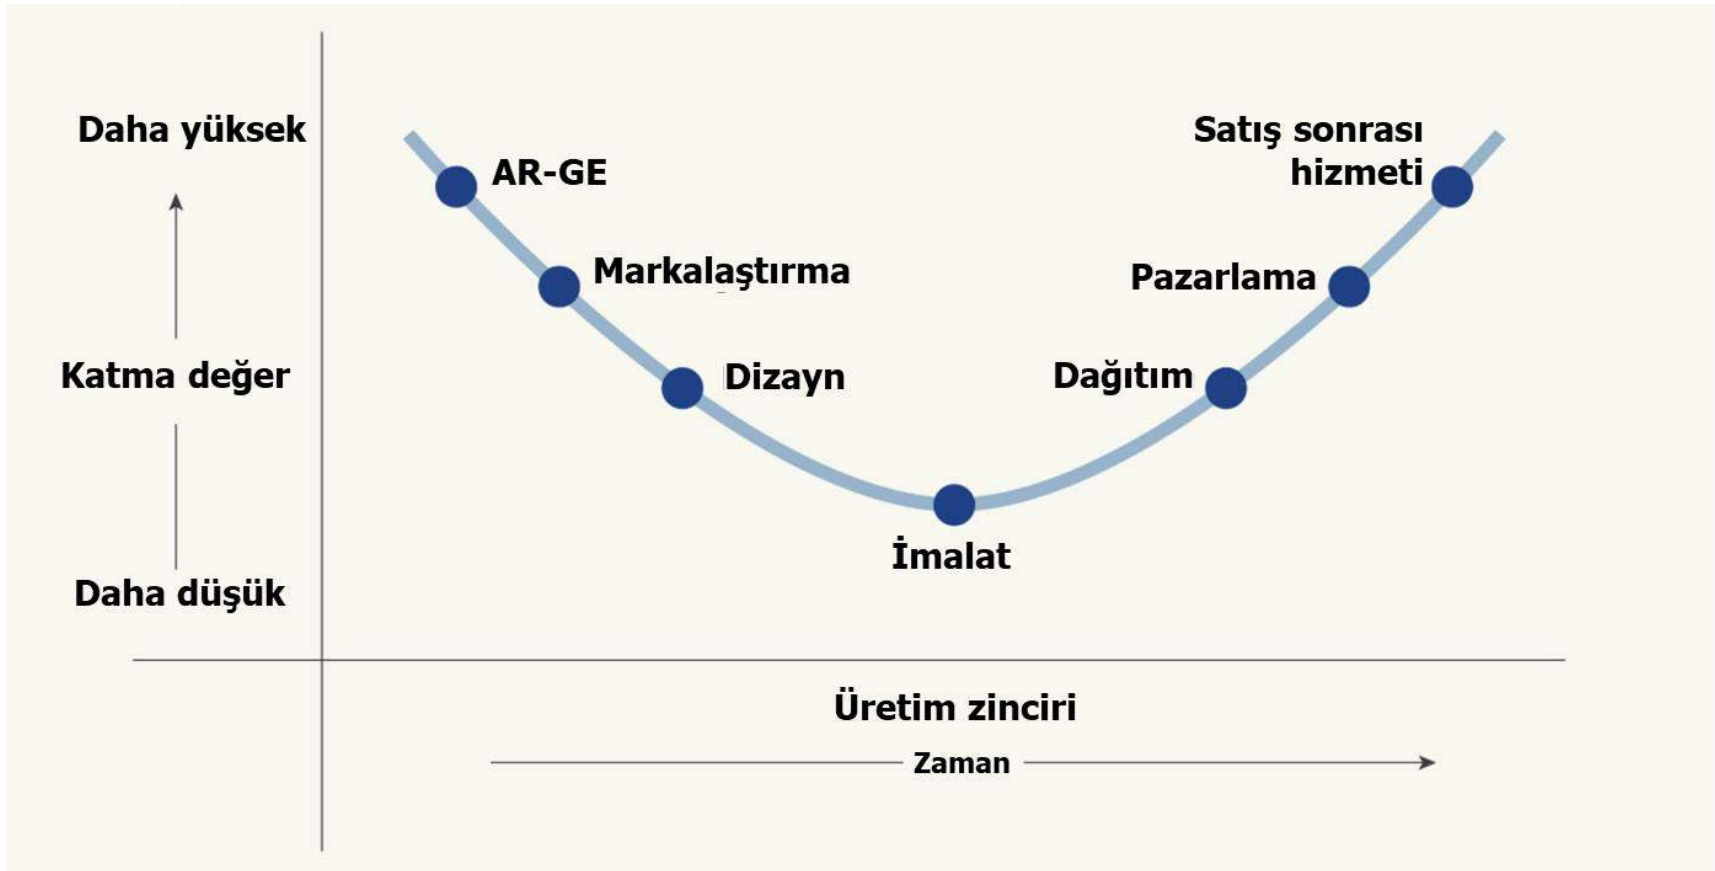 Daha yüksek
Katma değer
Daha düşük
AR-GE
Markalaştırma
Dizayn
İmalat
Dağıtım
Pazarlama
Satış sonrası
hizmeti
Üretim zinciri
Zaman